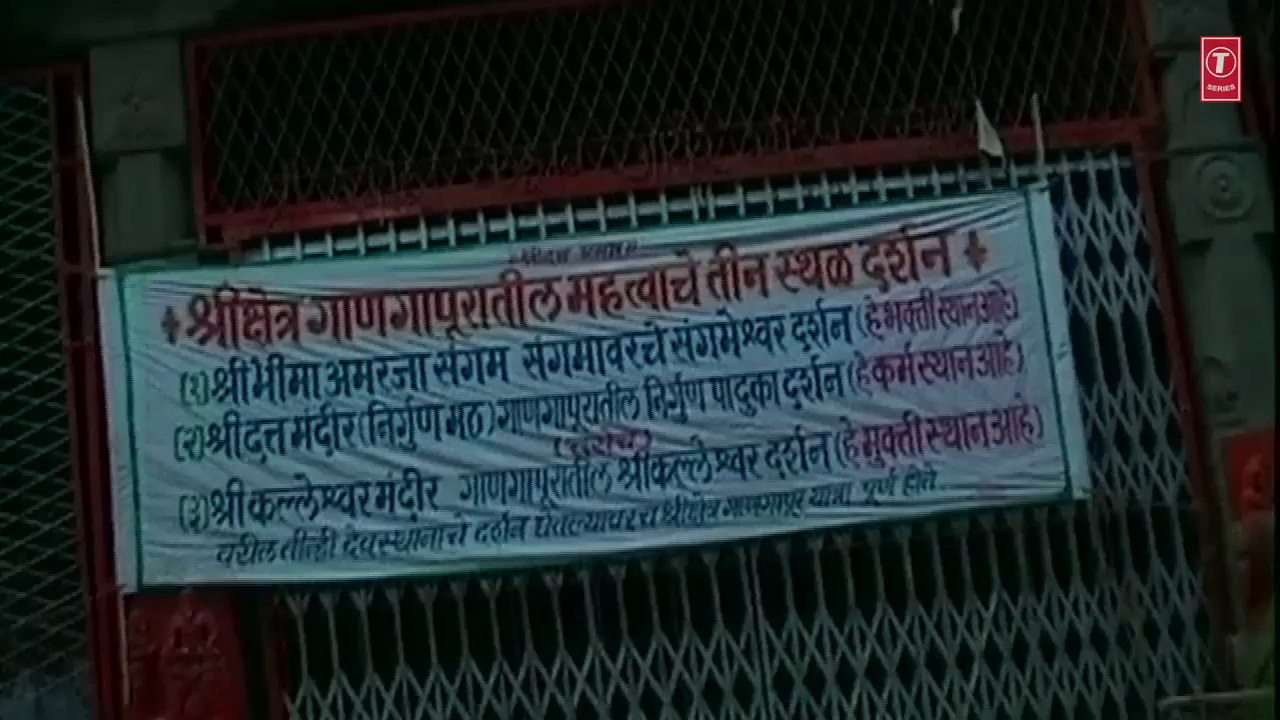 T
SERIES
श्रीक्षेत्र गाणगापूरातील महत्वाचे तीन स्थळ दर्शन
(१) श्री भीमा अमरजा संगम संगमावरचे संगमेश्वर दर्शन (हे भक्ती स्थान आहे)
(२) श्री दत्त मंदीर (निर्गुण मठ) गाणगापूरातील निर्गुण पादुका दर्शन (हे कर्म स्थान आहे)
(३) श्री कल्लेश्वर मंदीर गाणगापूरातील श्री कल्लेश्वर दर्शन (हे मुक्ती स्थान आहे)
वरील तीन्ही देवस्थानाचे दर्शन घेतल्यावरच श्रीक्षेत्र गाणगापूर यात्रा पूर्ण होते.